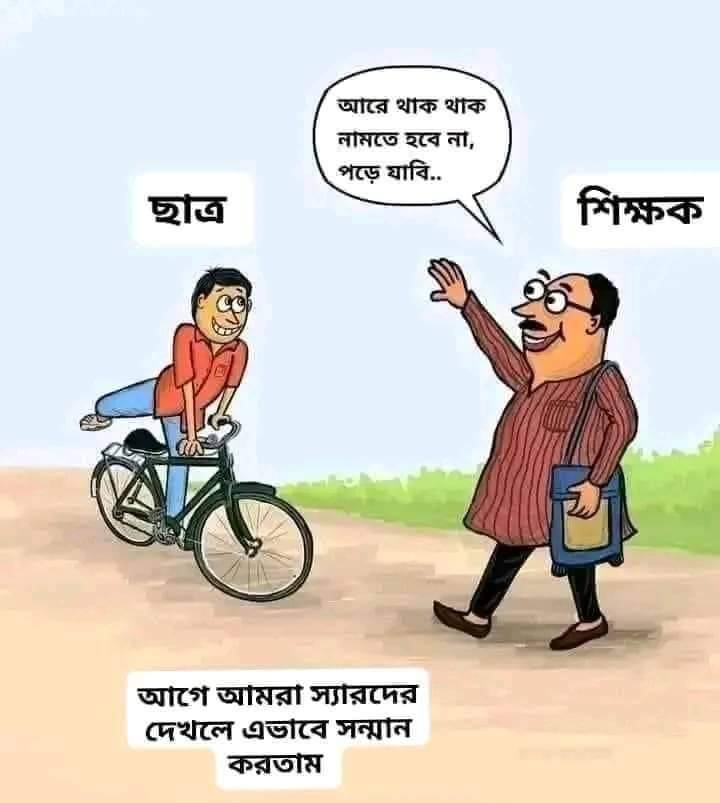 আরে থাক থাক
নামতে হবে না,
পড়ে যাবি..
ছাত্র
শিক্ষক
আগে আমরা স্যারদের
দেখলে এভাবে সন্মান
করতাম